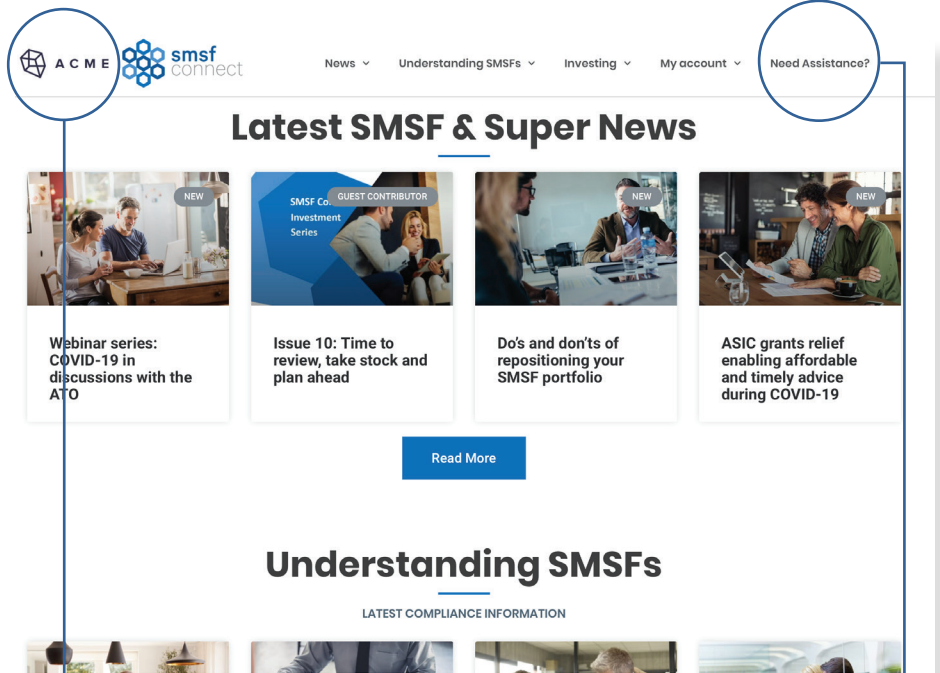 ACME
smsf
connect
News
Understanding SMSFs
Investing
My account
Need Assistance?
Latest SMSF & Super News
NEW
GUEST CONTRIBUTOR
SMSF Co
Investment
Series
NEW
NEW
Webinar series:
COVID-19 in
discussions with the
ATO
Issue 10: Time to
review, take stock and
plan ahead
Do's and don'ts of
repositioning your
SMSF portfolio
ASIC grants relief
enabling affordable
and timely advice
during COVID-19
Read More
Understanding SMSFs
LATEST COMPLIANCE INFORMATION